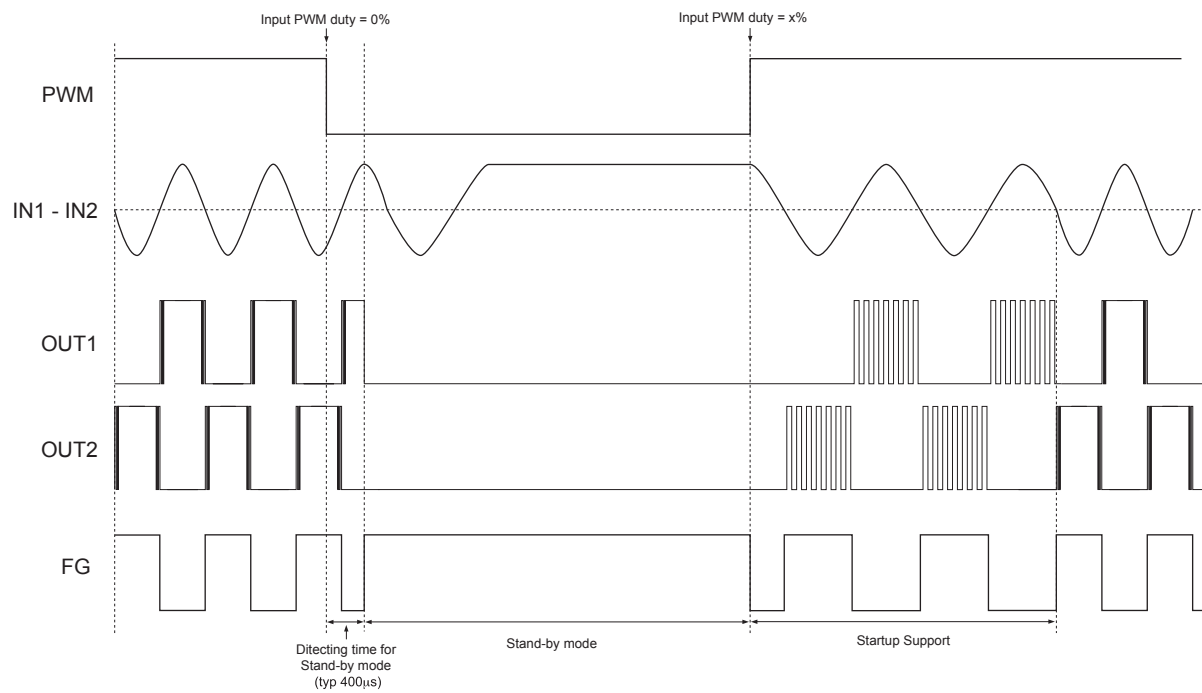 Input PWM duty = 0%
Input PWM duty = x%
PWM
IN1 - IN2
OUT1
OUT2
FG
Ditecting time for
Stand-by mode
(typ 400μs)
Stand-by mode
Startup Support